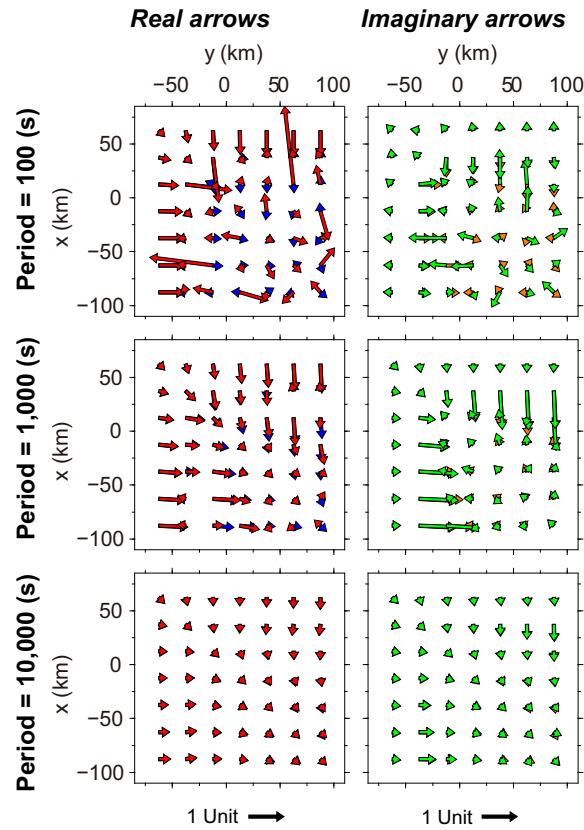 Real arrows Imaginary arrows
y (km) y (km)
−50 0 50 100 −50 0 50 100
Period = 100 (s)
x (km)
50
0
−50
−100
Period = 1,000 (s)
x (km)
50
0
−50
−100
Period = 10,000 (s)
x (km)
50
0
−50
−100
1 Unit 1 Unit